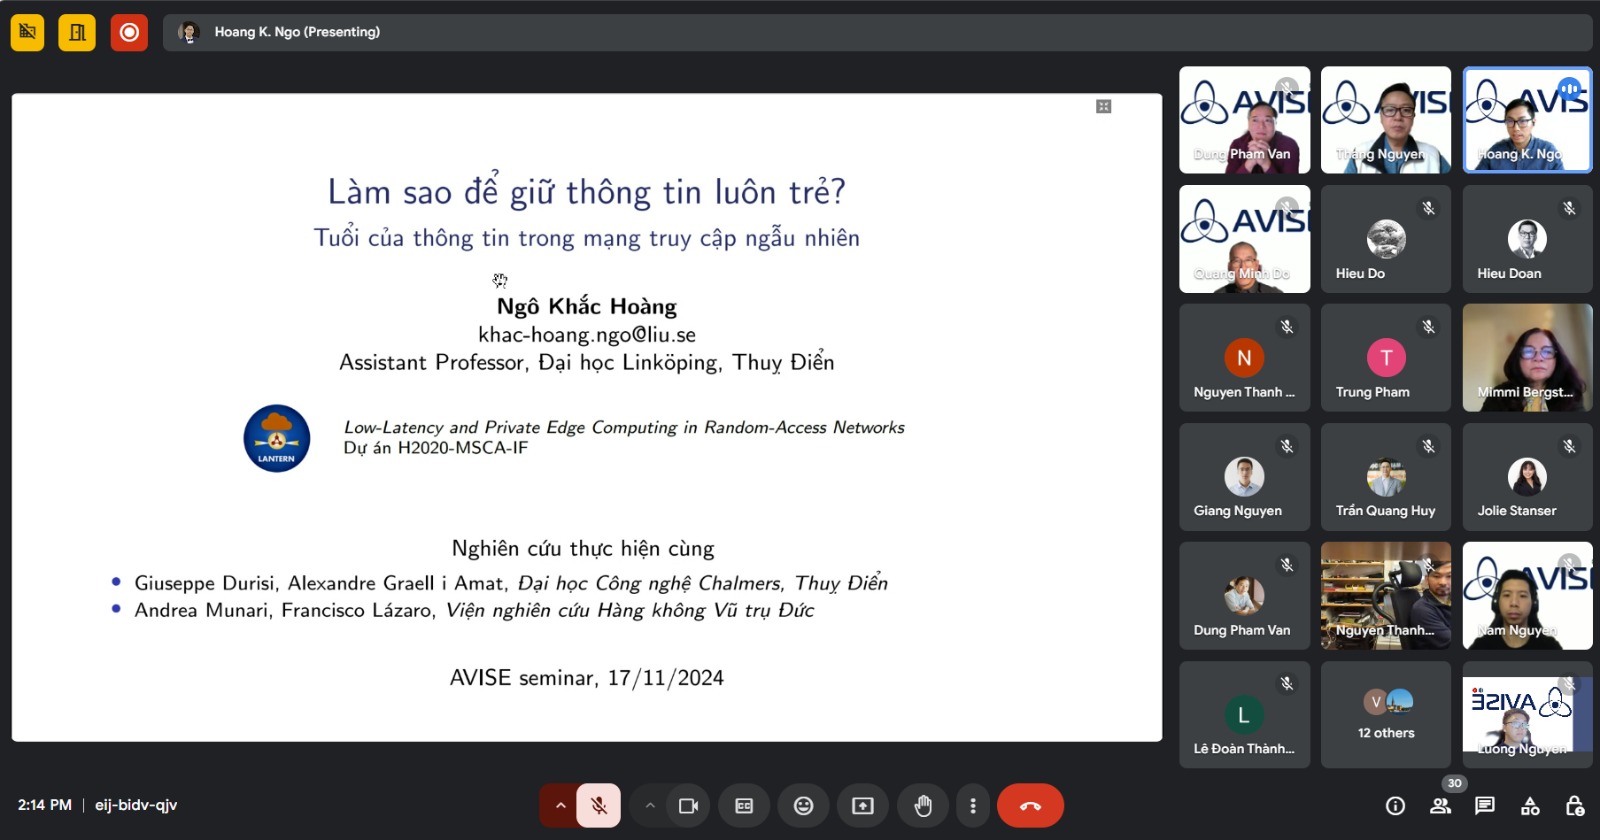 Hoang K. Ngo (Presenting)
Làm sao để giữ thông tin luôn trẻ?
Tuổi của thông tin trong mạng truy cập ngẫu nhiên
Ngô Khắc Hoàng
khac-hoang.ngo@liu.se
Assistant Professor, Đại học Linköping, Thuỵ Điển
LANTERN
Low-Latency and Private Edge Computing in Random-Access Networks
Dự án H2020-MSCA-IF
Nghiên cứu thực hiện cùng
Giuseppe Durisi, Alexandre Graell i Amat, Đại học Công nghệ Chalmers, Thuỵ Điển
Andrea Munari, Francisco Lázaro, Viện nghiên cứu Hàng không Vũ trụ Đức
AVISE seminar, 17/11/2024
AVISE
Dung Pham Van
AVISE
Thang Nguyen
AVISE
Hoang K. Ngo
AVISE
Quang Minh Do
Hieu Do
Hieu Doan
N
Nguyen Thanh ...
T
Trung Pham
Mimmi Bergst...
Giang Nguyen
Trần Quang Huy
Jolie Stanser
Dung Pham Van
Nguyen Thanh...
AVISE
Nam Nguyen
L
Lê Đoàn Thành...
V
12 others
AVISE
Luong Nguyen
2:14 PM | eij-bidv-qjv
30